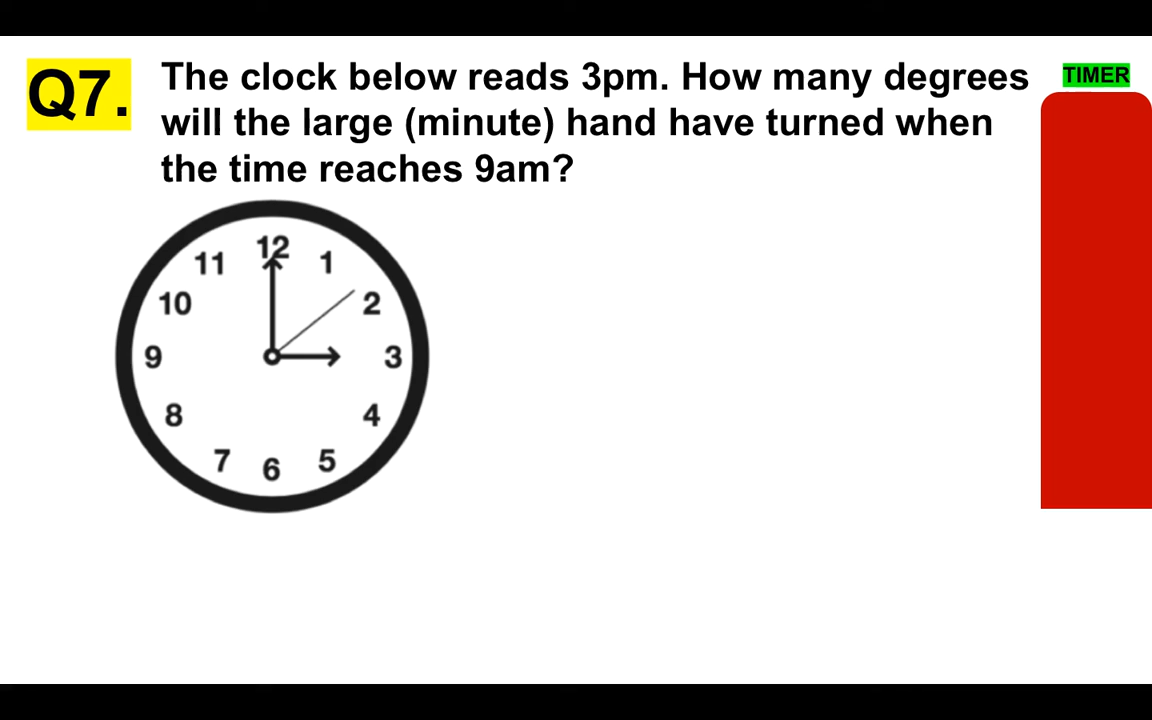 Q7.
The clock below reads 3pm. How many degrees
will the large (minute) hand have turned when
the time reaches 9am?
TIMER
12
11
1
10
2
9
3
8
4
7
6
5